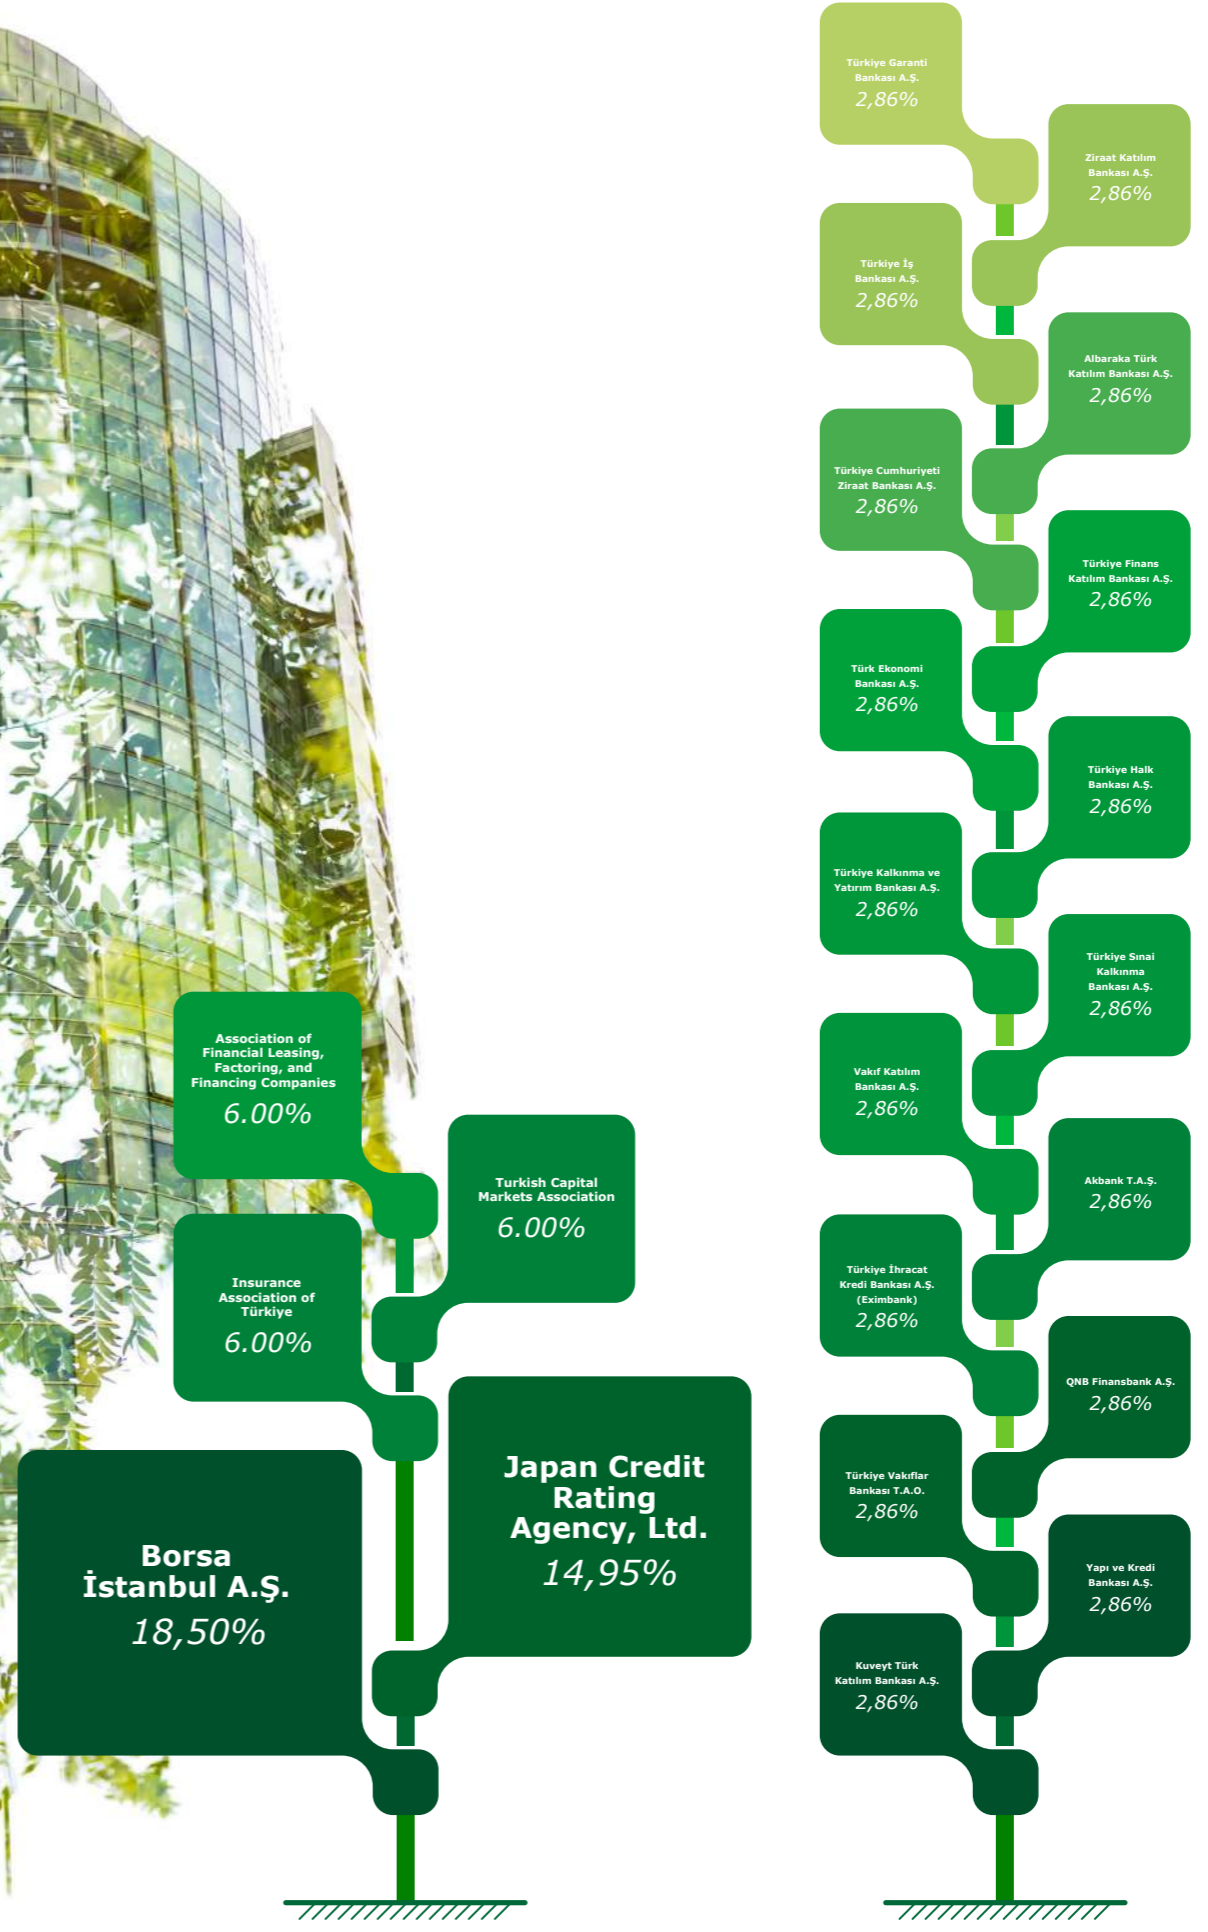 Association of
Financial Leasing,
Factoring, and
Financing Companies
6.00%
Turkish Capital
Markets Association
6.00%
Insurance
Association of
Türkiye
6.00%
Japan Credit
Rating
Agency, Ltd.
14,95%
Borsa
İstanbul A.Ş.
18,50%
Türkiye Garanti
Bankası A.Ş.
2,86%
Ziraat Katılım
Bankası A.Ş.
2,86%
Türkiye İş
Bankası A.Ş.
2,86%
Albaraka Türk
Katılım Bankası A.Ş.
2,86%
Türkiye Cumhuriyeti
Ziraat Bankası A.Ş.
2,86%
Türkiye Finans
Katılım Bankası A.Ş.
2,86%
Türk Ekonomi
Bankası A.Ş.
2,86%
Türkiye Halk
Bankası A.Ş.
2,86%
Türkiye Kalkınma ve
Yatırım Bankası A.Ş.
2,86%
Türkiye Sınai
Kalkınma
Bankası A.Ş.
2,86%
Vakıf Katılım
Bankası A.Ş.
2,86%
Akbank T.A.Ş.
2,86%
Türkiye İhracat
Kredi Bankası A.Ş.
(Eximbank)
2,86%
QNB Finansbank A.Ş.
2,86%
Türkiye Vakıflar
Bankası T.A.O.
2,86%
Yapı ve Kredi
Bankası A.Ş.
2,86%
Kuveyt Türk
Katılım Bankası A.Ş.
2,86%